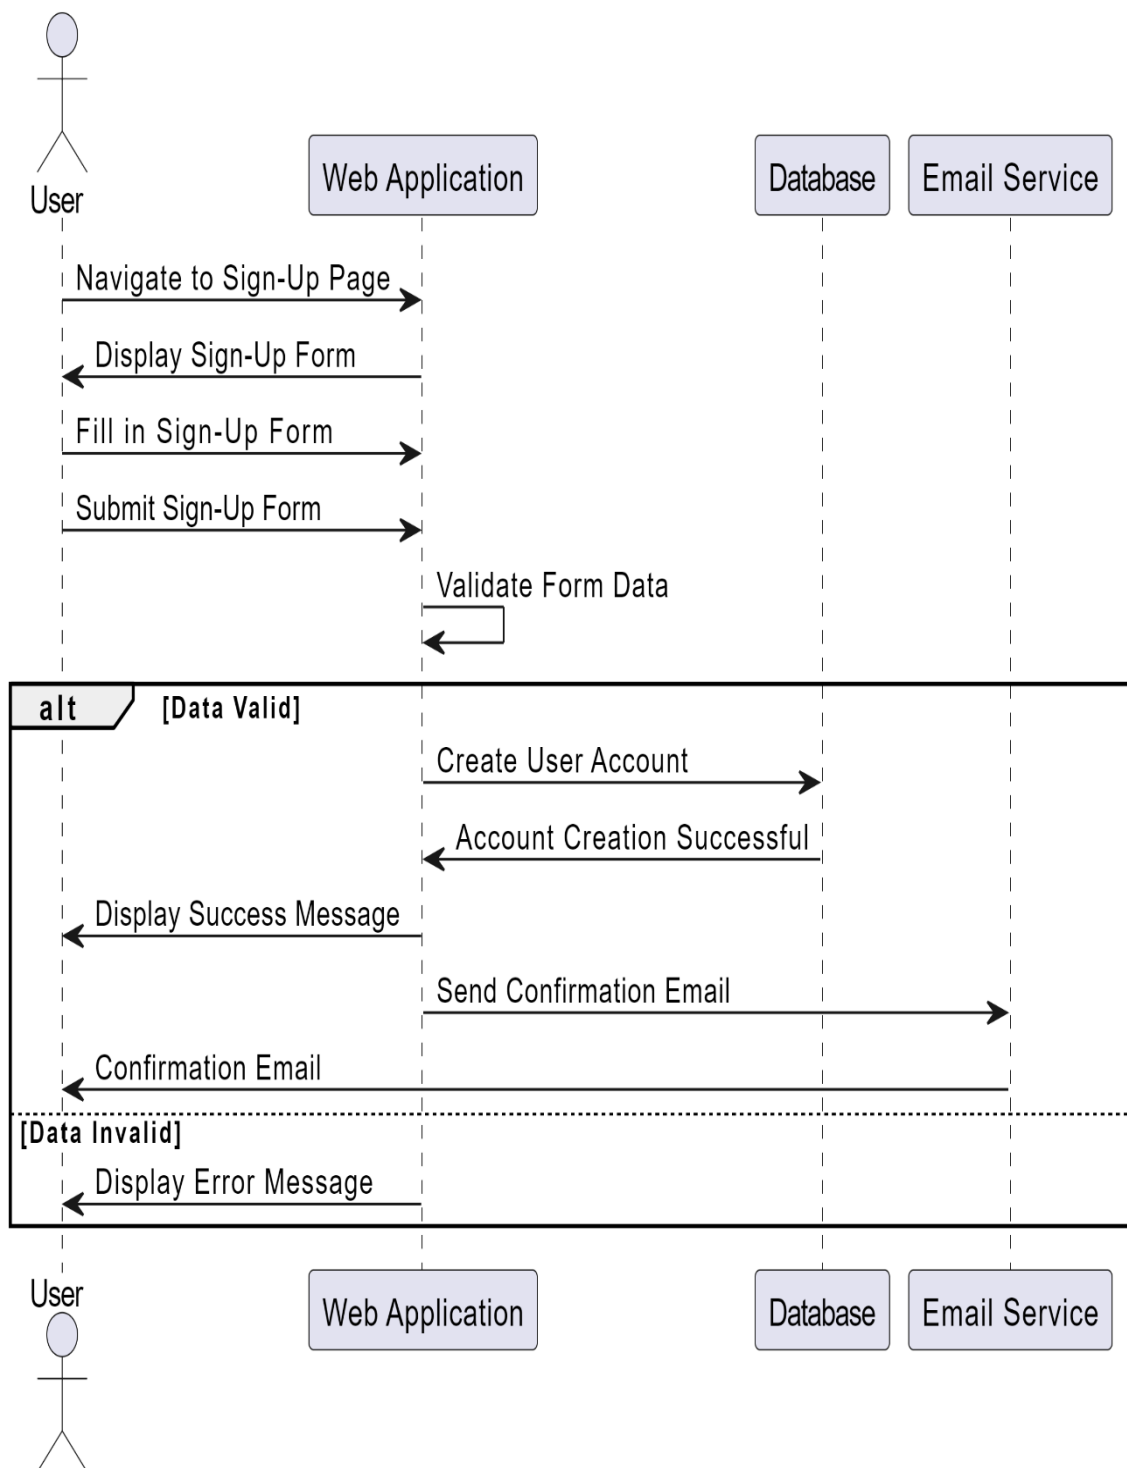 User
Web Application
Database
Email Service
Navigate to Sign-Up Page
Display Sign-Up Form
Fill in Sign-Up Form
Submit Sign-Up Form
Validate Form Data
alt
[Data Valid]
Create User Account
Account Creation Successful
Display Success Message
Send Confirmation Email
Confirmation Email
[Data Invalid]
Display Error Message
User
Web Application
Database
Email Service